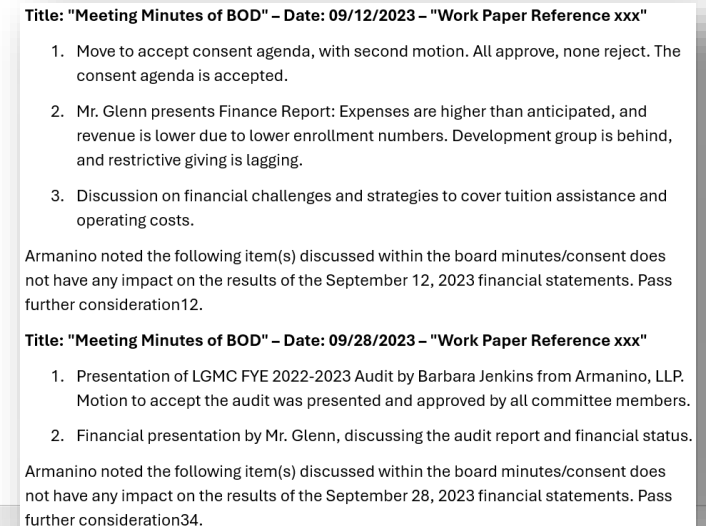 Title: "Meeting Minutes of BOD" – Date: 09/12/2023 – "Work Paper Reference xxx"
1. Move to accept consent agenda, with second motion. All approve, none reject. The
consent agenda is accepted.
2. Mr. Glenn presents Finance Report: Expenses are higher than anticipated, and
revenue is lower due to lower enrollment numbers. Development group is behind,
and restrictive giving is lagging.
3. Discussion on financial challenges and strategies to cover tuition assistance and
operating costs.
Armanino noted the following item(s) discussed within the board minutes/consent does
not have any impact on the results of the September 12, 2023 financial statements. Pass
further consideration12.
Title: "Meeting Minutes of BOD" – Date: 09/28/2023 – "Work Paper Reference xxx"
1. Presentation of LGMC FYE 2022-2023 Audit by Barbara Jenkins from Armanino, LLP.
Motion to accept the audit was presented and approved by all committee members.
2. Financial presentation by Mr. Glenn, discussing the audit report and financial status.
Armanino noted the following item(s) discussed within the board minutes/consent does
not have any impact on the results of the September 28, 2023 financial statements. Pass
further consideration34.